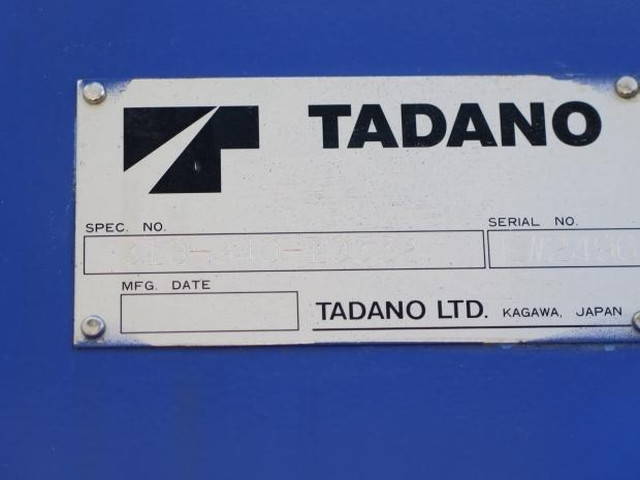 TADANO
SPEC. NO.
SERIAL NO.
MFG. DATE
TADANO LTD. KAGAWA, JAPAN